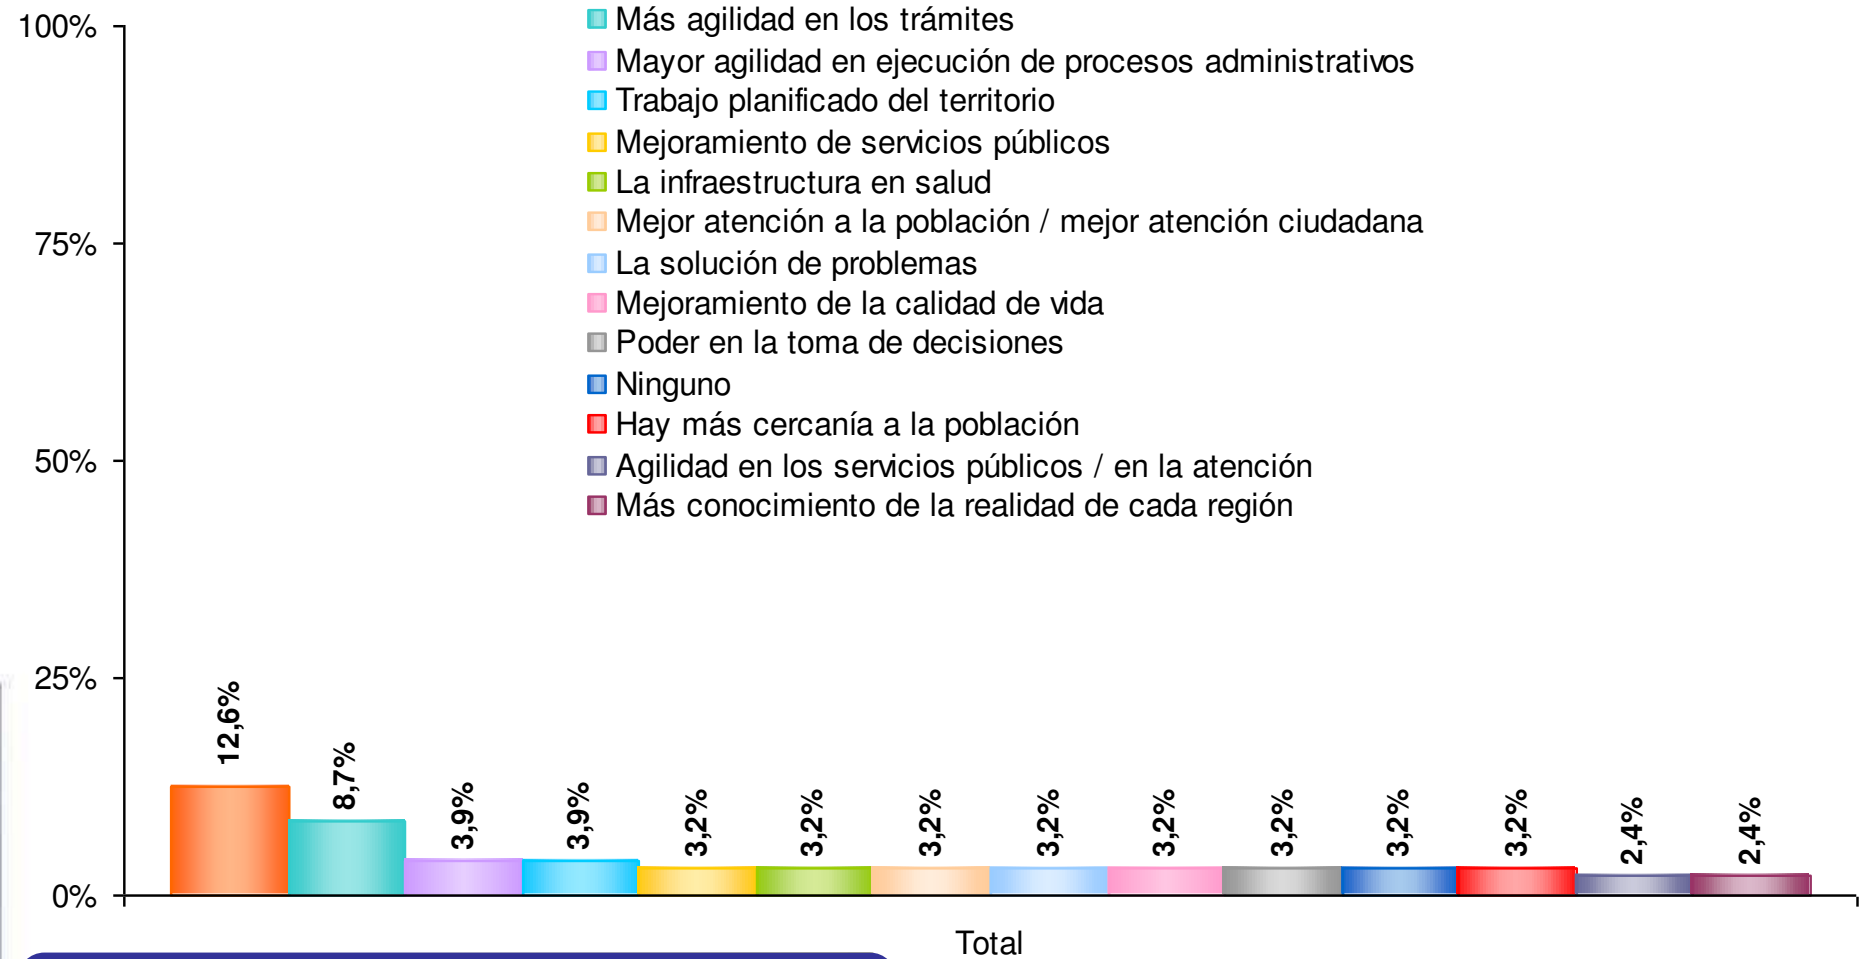 Más agilidad en los trámites
Mayor agilidad en ejecución de procesos administrativos
Trabajo planificado del territorio
Mejoramiento de servicios públicos
La infraestructura en salud
Mejor atención a la población / mejor atención ciudadana
La solución de problemas
Mejoramiento de la calidad de vida
Poder en la toma de decisiones
Ninguno
Hay más cercanía a la población
Agilidad en los servicios públicos / en la atención
Más conocimiento de la realidad de cada región
100%
75%
50%
25%
0%
12,6%
8,7%
3,9%
3,9%
3,2%
3,2%
3,2%
3,2%
3,2%
3,2%
3,2%
3,2%
2,4%
2,4%
Total